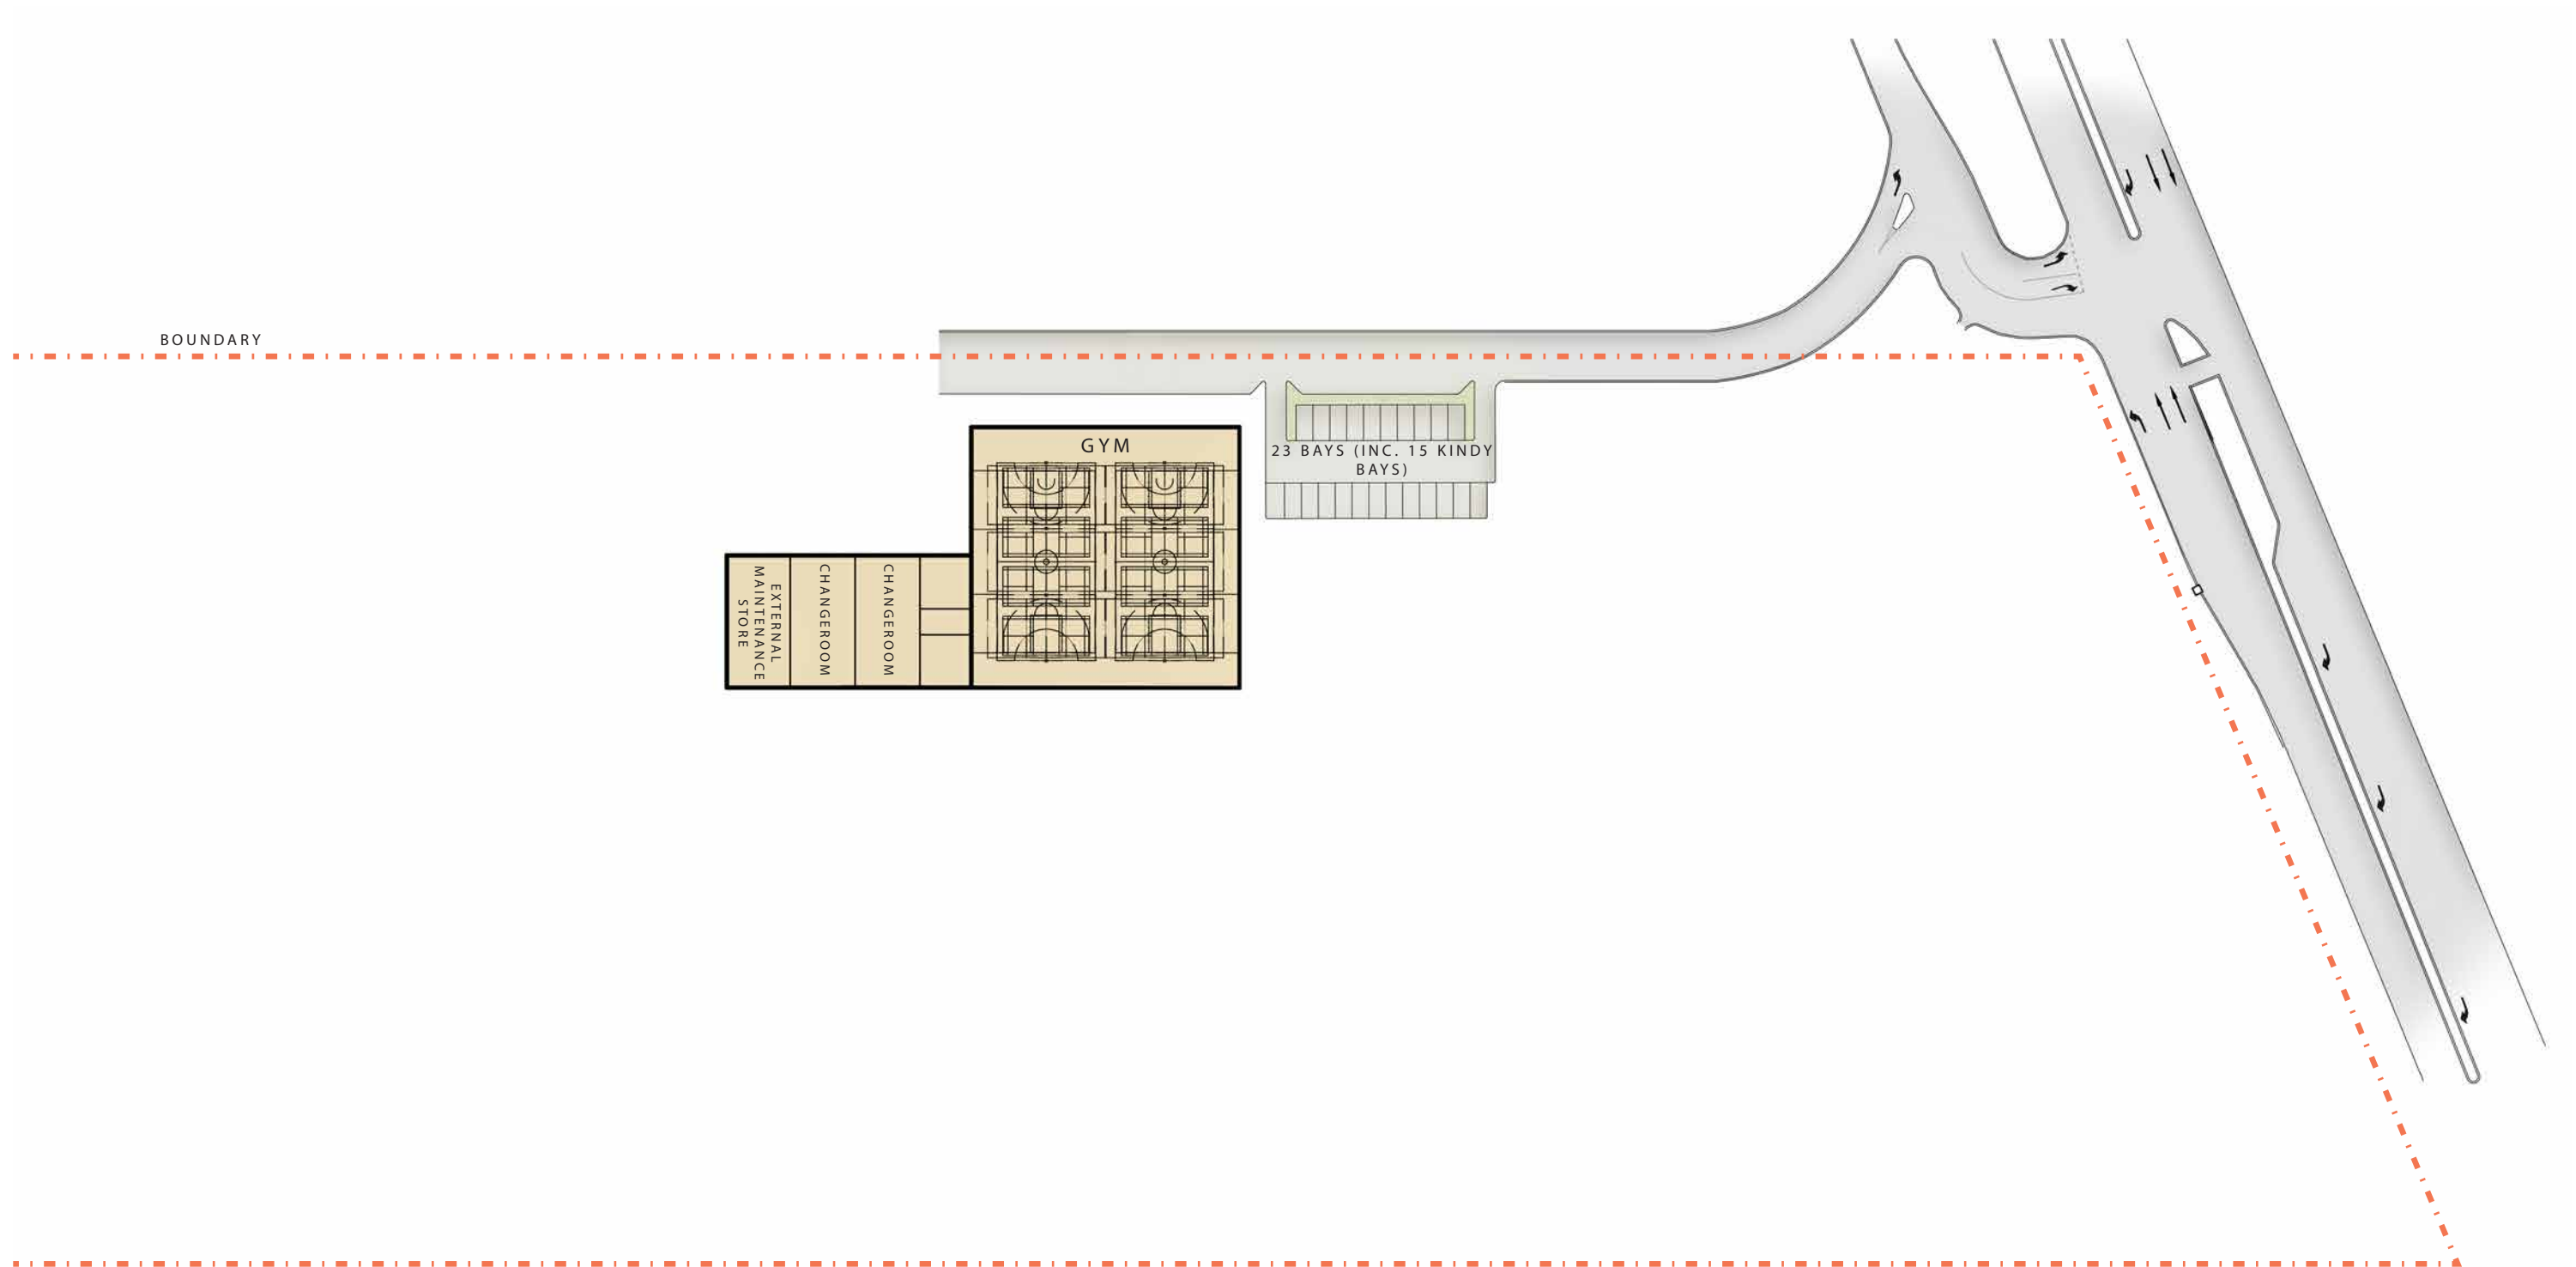 BOUNDARY
GYM
23 BAYS (INC. 15 KINDY
BAYS)
EXTERNAL
MAINTENANCE
STORE
CHANGEROOM
CHANGEROOM